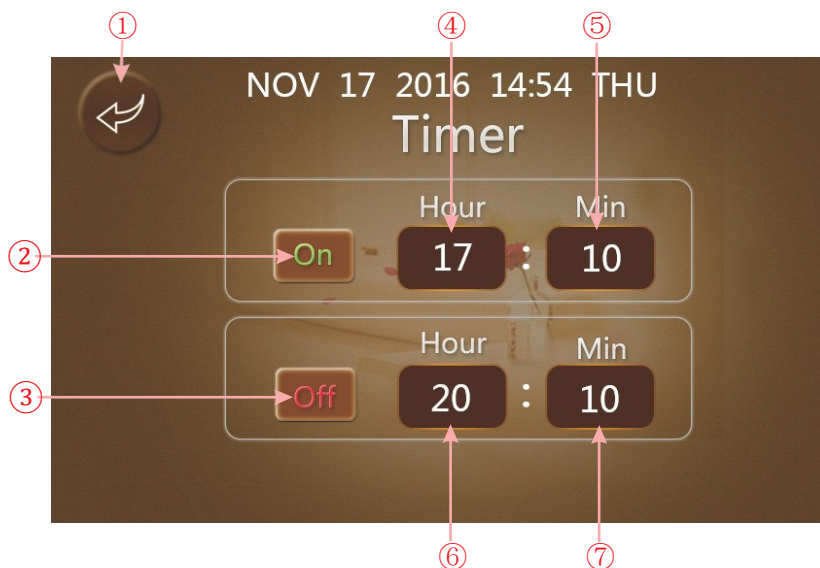 ① ④ ⑤
NOV 17 2016 14:54 THU
Timer
Hour Min
② On 17 : 10
Hour Min
③ Off 20 : 10
⑥ ⑦